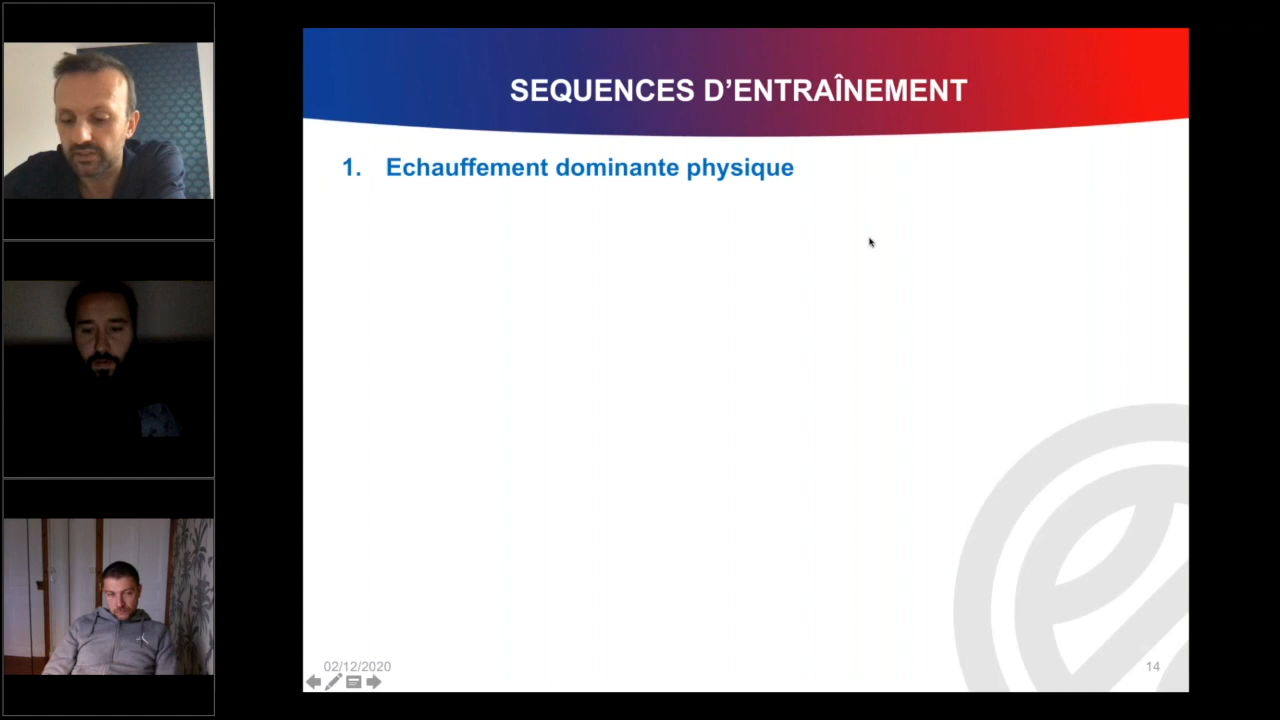 SEQUENCES D'ENTRAÎNEMENT
1. Echauffement dominante physique
02/12/2020
14